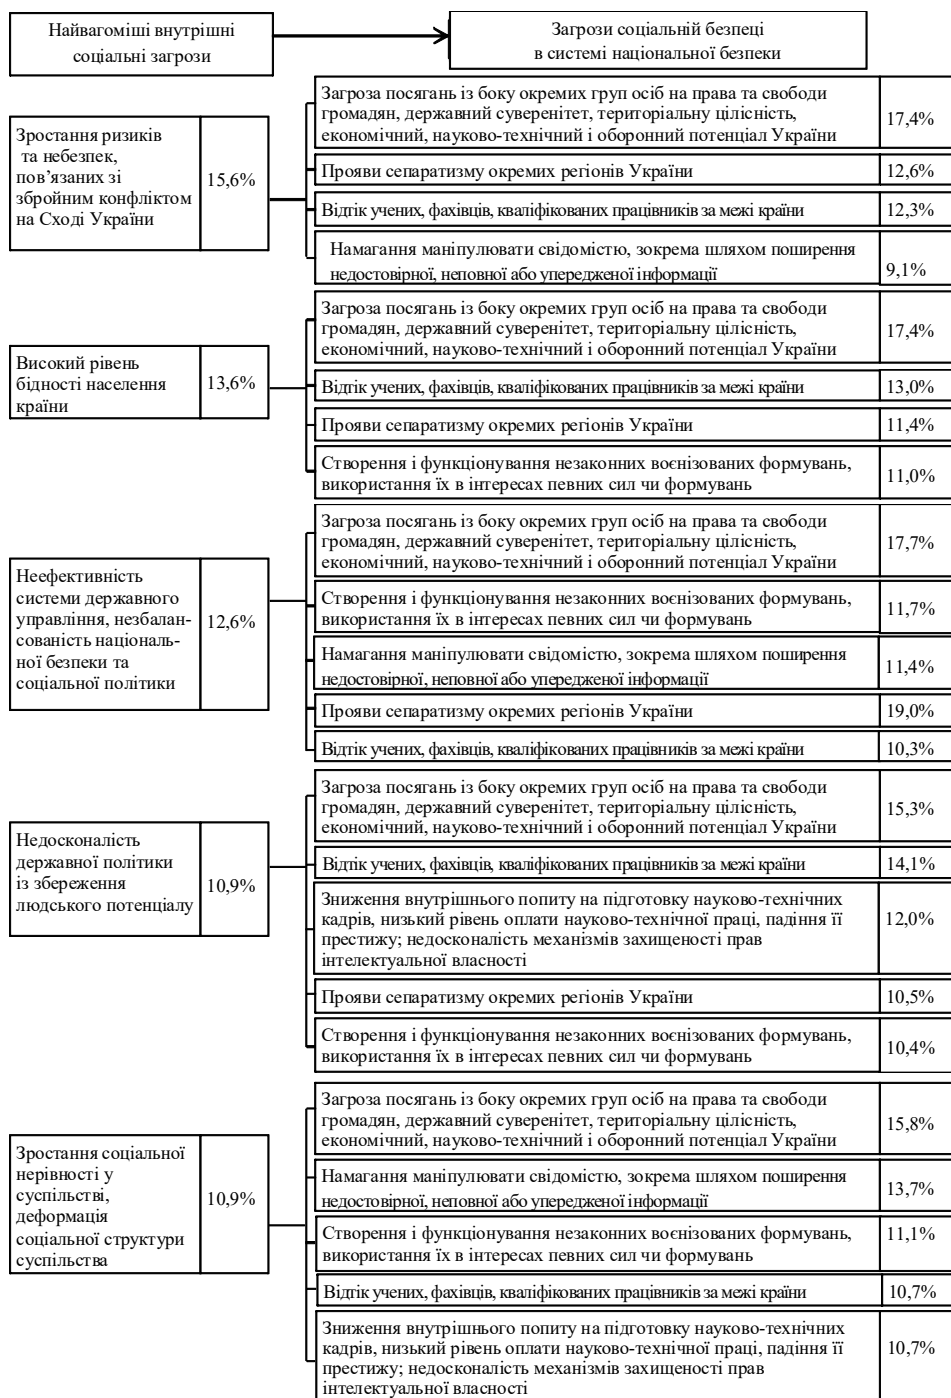 Найвагоміші внутрішні
соціальні загрози
Загрози соціальній безпеці
в системі національної безпеки
Зростання ризиків
та небезпек,
пов’язаних зі
збройним конфліктом
на Сході України
15,6%
Загроза посягань із боку окремих груп осіб на права та свободи
громадян, державний суверенітет, територіальну цілісність,
економічний, науково-технічний і оборонний потенціал України
17,4%
Прояви сепаратизму окремих регіонів України
12,6%
Відтік учених, фахівців, кваліфікованих працівників за межі країни
12,3%
Намагання маніпулювати свідомістю, зокрема шляхом поширення
недостовірної, неповної або упередженої інформації
9,1%
Високий рівень
бідності населення
країни
13,6%
Загроза посягань із боку окремих груп осіб на права та свободи
громадян, державний суверенітет, територіальну цілісність,
економічний, науково-технічний і оборонний потенціал України
17,4%
Відтік учених, фахівців, кваліфікованих працівників за межі країни
13,0%
Прояви сепаратизму окремих регіонів України
11,4%
Створення і функціонування незаконних воєнізованих формувань,
використання їх в інтересах певних сил чи формувань
11,0%
Неефективність
системи державного
управління, незбалан-
сованість національ-
ної безпеки та
соціальної політики
12,6%
Загроза посягань із боку окремих груп осіб на права та свободи
громадян, державний суверенітет, територіальну цілісність,
економічний, науково-технічний і оборонний потенціал України
17,7%
Створення і функціонування незаконних воєнізованих формувань,
використання їх в інтересах певних сил чи формувань
11,7%
Намагання маніпулювати свідомістю, зокрема шляхом поширення
недостовірної, неповної або упередженої інформації
11,4%
Прояви сепаратизму окремих регіонів України
19,0%
Відтік учених, фахівців, кваліфікованих працівників за межі країни
10,3%
Недосконалість
державної політики
із збереження
людського потенціалу
10,9%
Загроза посягань із боку окремих груп осіб на права та свободи
громадян, державний суверенітет, територіальну цілісність,
економічний, науково-технічний і оборонний потенціал України
15,3%
Відтік учених, фахівців, кваліфікованих працівників за межі країни
14,1%
Зниження внутрішнього попиту на підготовку науково-технічних
кадрів, низький рівень оплати науково-технічної праці, падіння її
престижу; недосконалість механізмів захищеності прав
інтелектуальної власності
12,0%
Прояви сепаратизму окремих регіонів України
10,5%
Створення і функціонування незаконних воєнізованих формувань,
використання їх в інтересах певних сил чи формувань
10,4%
Зростання соціальної
нерівності у
суспільстві,
деформація
соціальної структури
суспільства
10,9%
Загроза посягань із боку окремих груп осіб на права та свободи
громадян, державний суверенітет, територіальну цілісність,
економічний, науково-технічний і оборонний потенціал України
15,8%
Намагання маніпулювати свідомістю, зокрема шляхом поширення
недостовірної, неповної або упередженої інформації
13,7%
Створення і функціонування незаконних воєнізованих формувань,
використання їх в інтересах певних сил чи формувань
11,1%
Відтік учених, фахівців, кваліфікованих працівників за межі країни
10,7%
Зниження внутрішнього попиту на підготовку науково-технічних
кадрів, низький рівень оплати науково-технічної праці, падіння її
престижу; недосконалість механізмів захищеності прав
інтелектуальної власності
10,7%